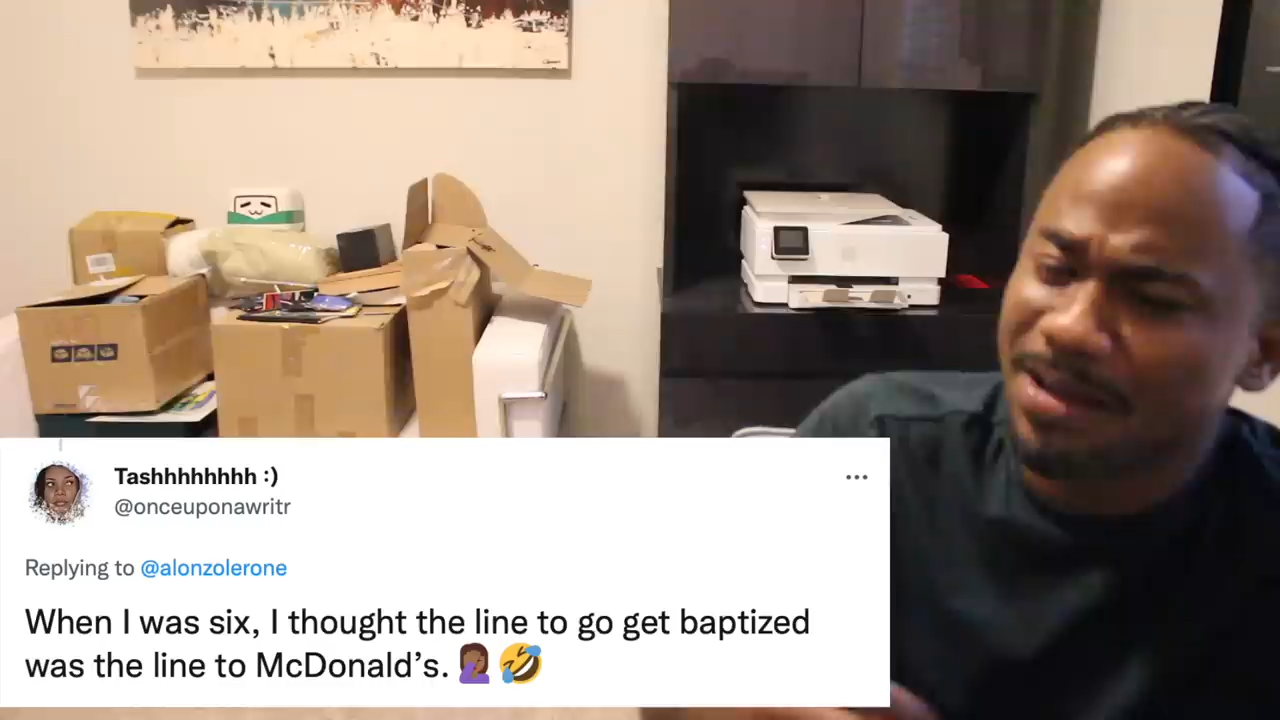 Tashhhhhhhh :)
@onceuponawritr
Replying to @alonzolerone
When I was six, I thought the line to go get baptized
was the line to McDonald's. 🤦🏾‍♀️ 🤣